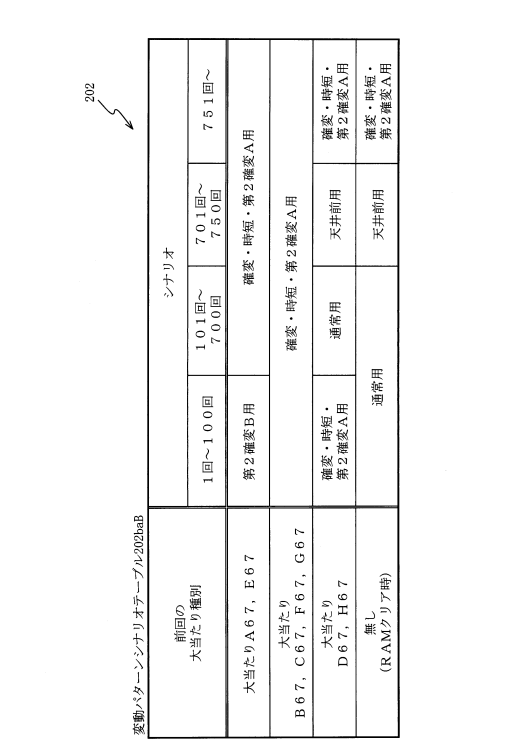 202
変動パターンシナリオテーブル202baB
前回の
大当たり種別
シナリオ
1回～100回
101回～
700回
701回～
750回
751回～
大当たりA67, E67
第2確変B用
確変・時短・第2確変A用
大当たり
B67, C67, F67, G67
確変・時短・第2確変A用
大当たり
D67, H67
確変・時短・
第2確変A用
通常用
天井前用
確変・時短・
第2確変A用
無し
(RAMクリア時)
通常用
天井前用
確変・時短・
第2確変A用